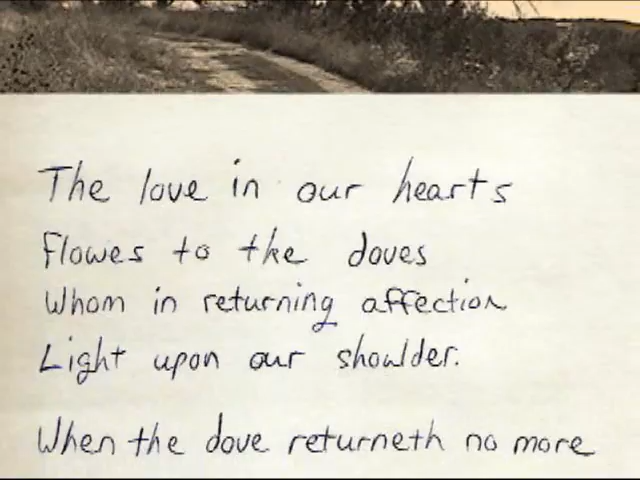 The love in our hearts
Flowes to the doves
Whom in returning affection
Light upon our shoulder.
When the dove returneth no more